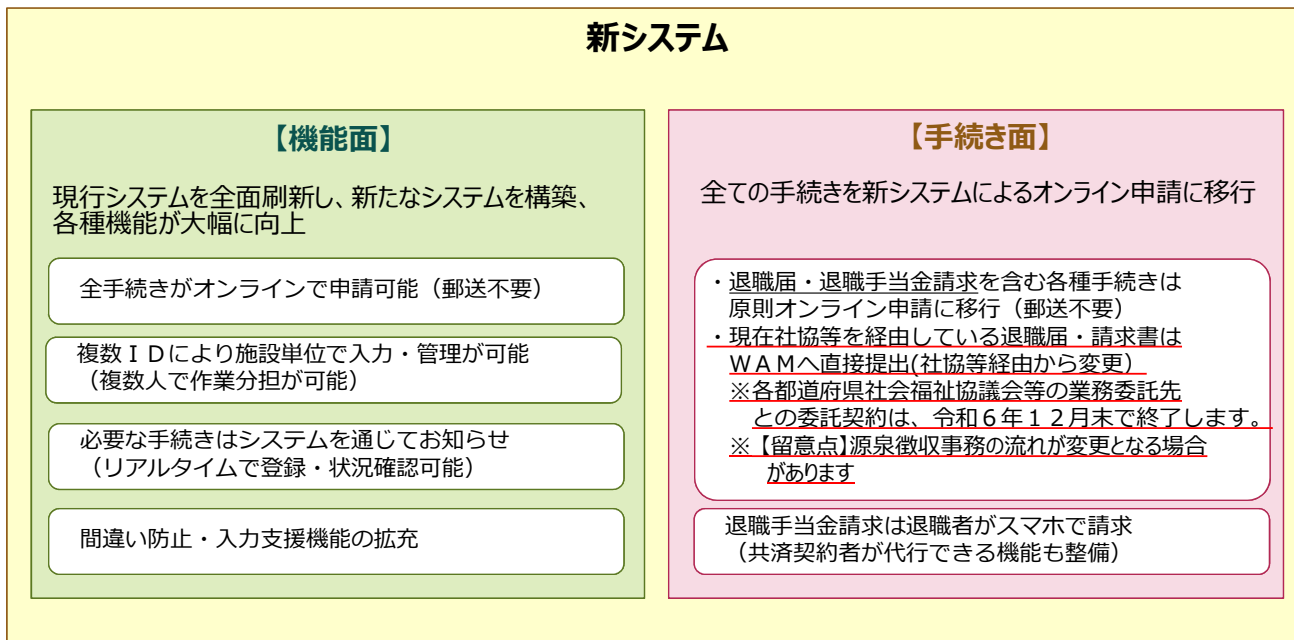 新システム
【機能面】
現行システムを全面刷新し、新たなシステムを構築、
各種機能が大幅に向上
全手続きがオンラインで申請可能（郵送不要）
複数ＩＤにより施設単位で入力・管理が可能
（複数人で作業分担が可能）
必要な手続きはシステムを通じてお知らせ
（リアルタイムで登録・状況確認可能）
間違い防止・入力支援機能の拡充
【手続き面】
全ての手続きを新システムによるオンライン申請に移行
・退職届・退職手当金請求を含む各種手続きは
原則オンライン申請に移行（郵送不要）
・現在社協等を経由している退職届・請求書は
ＷＡＭへ直接提出(社協等経由から変更）
※各都道府県社会福祉協議会等の業務委託先
との委託契約は、令和６年１２月末で終了します。
※【留意点】源泉徴収事務の流れが変更となる場合
があります
退職手当金請求は退職者がスマホで請求
（共済契約者が代行できる機能も整備）